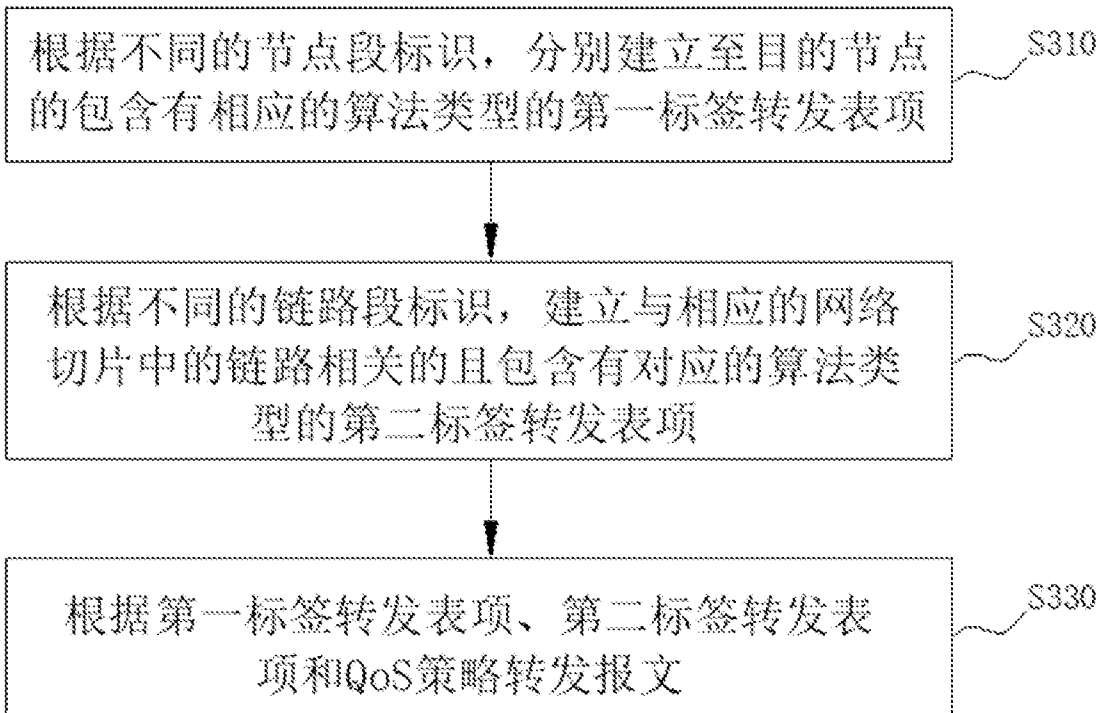 根据不同的节点段标识，分别建立至目的节点
的包含有相应的算法类型的第一标签转发表项
S310
根据不同的链路段标识，建立与相应的网络
切片中的链路相关的且包含有对应的算法类
型的第二标签转发表项
S320
根据第一标签转发表项、第二标签转发表
项和QoS策略转发报文
S330